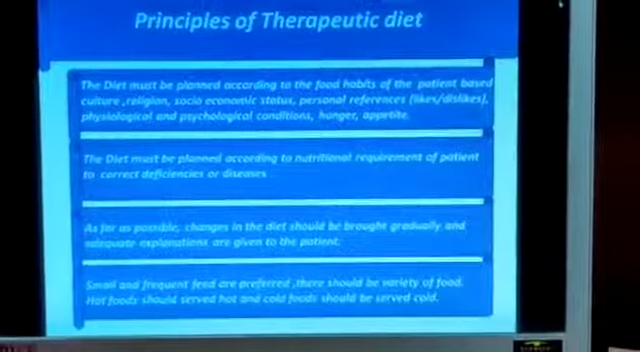 Principles of Therapeutic diet
The Diet must be planned according to the food habits of the patient based
culture ,religion, socio economic status, personal references (likes/dislikes),
physiological and psychological conditions, hunger, appetite.
The Diet must be planned according to nutritional requirement of patient
to correct deficiencies or diseases
As far as possible, changes in the diet should be brought gradually and
adequate explanations are given to the patient.
Small and frequent feed are preferred ,there should be variety of food.
Hot foods should served hot and cold foods should be served cold.